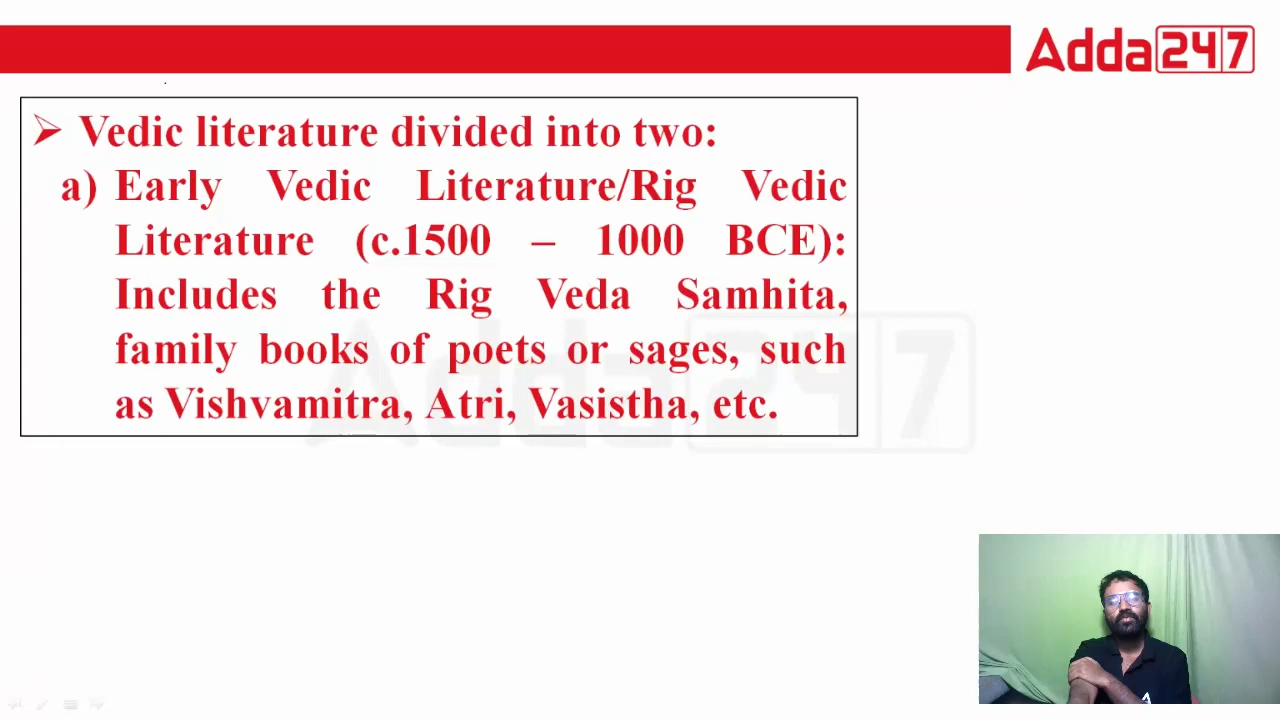 Adda247
➢ Vedic literature divided into two:
a) Early Vedic Literature/Rig Vedic
Literature (c.1500 – 1000 BCE):
Includes the Rig Veda Samhita,
family books of poets or sages, such
as Vishvamitra, Atri, Vasistha, etc.
Adda247